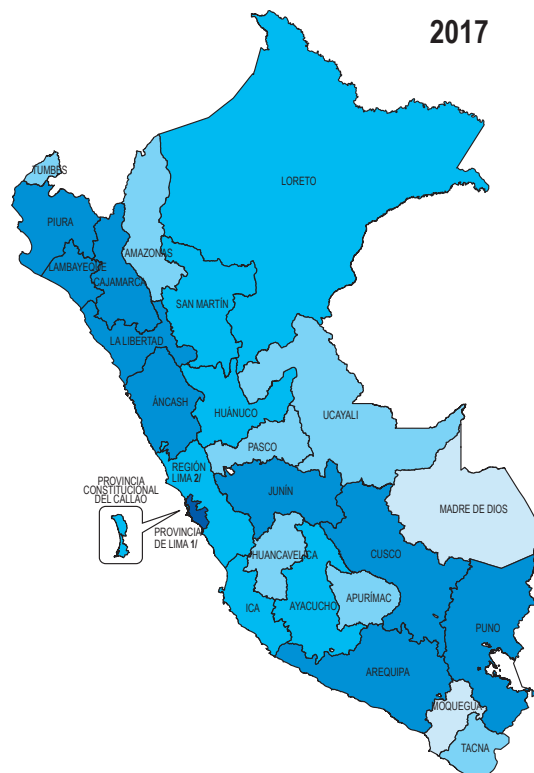 2017
LORETO
TUMBES
PIURA
AMAZONAS
LAMBAYEQUE
CAJAMARCA
SAN MARTÍN
LA LIBERTAD
ÁNCASH
HUÁNUCO
UCAYALI
PASCO
REGIÓN
LIMA 2/
PROVINCIA
CONSTITUCIONAL
DEL CALLAO
JUNÍN
MADRE DE DIOS
PROVINCIA
DE LIMA 1/
HUANCAVELICA
CUSCO
ICA
AYACUCHO
APURÍMAC
PUNO
AREQUIPA
MOQUEGUA
TACNA